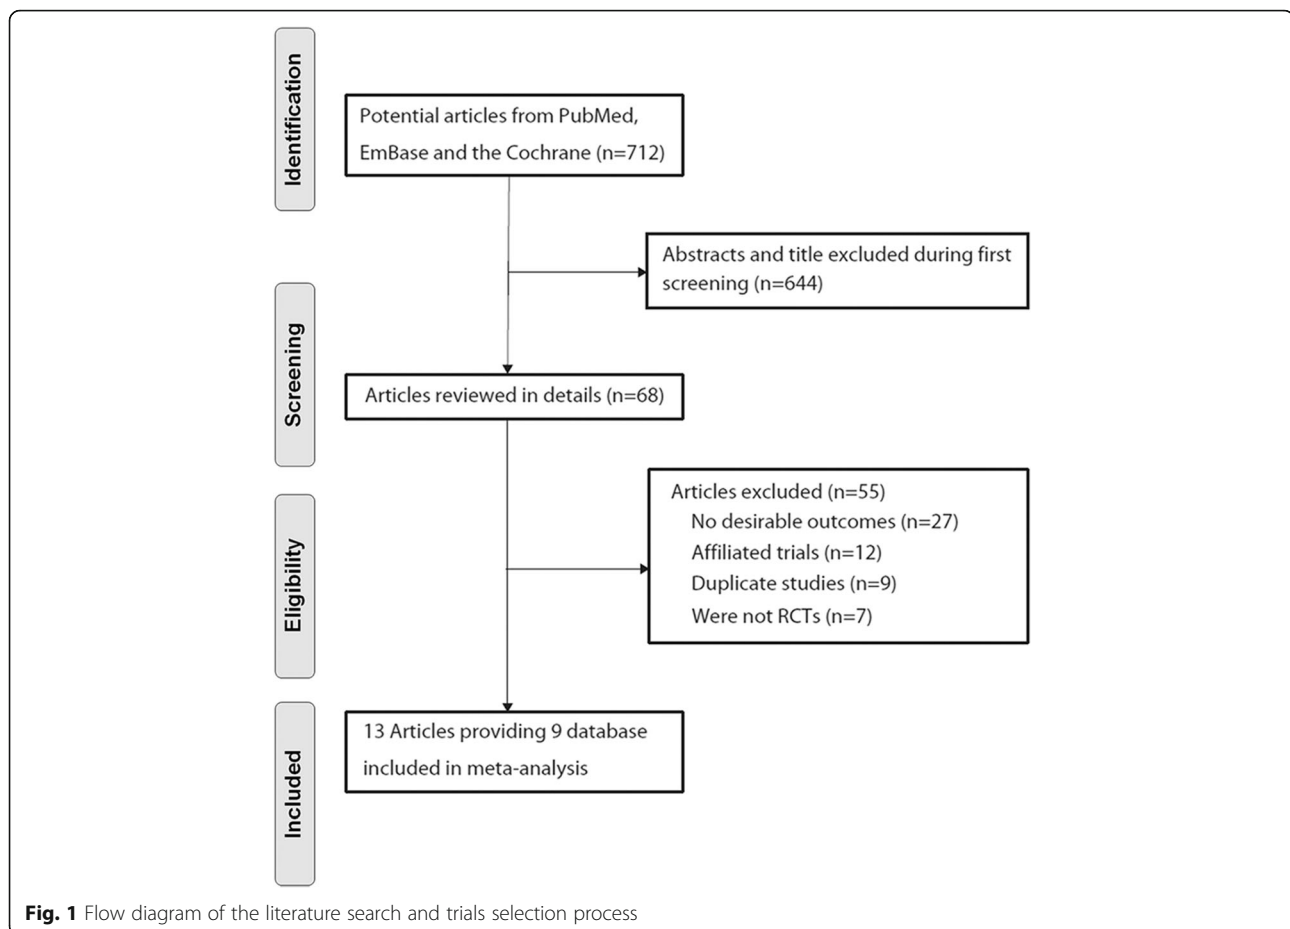 Identification
Potential articles from PubMed,
EmBase and the Cochrane (n=712)
Abstracts and title excluded during first
screening (n=644)
Screening
Articles reviewed in details (n=68)
Eligibility
Articles excluded (n=55)
No desirable outcomes (n=27)
Affiliated trials (n=12)
Duplicate studies (n=9)
Were not RCTs (n=7)
Included
13 Articles providing 9 database
included in meta-analysis
Fig. 1 Flow diagram of the literature search and trials selection process